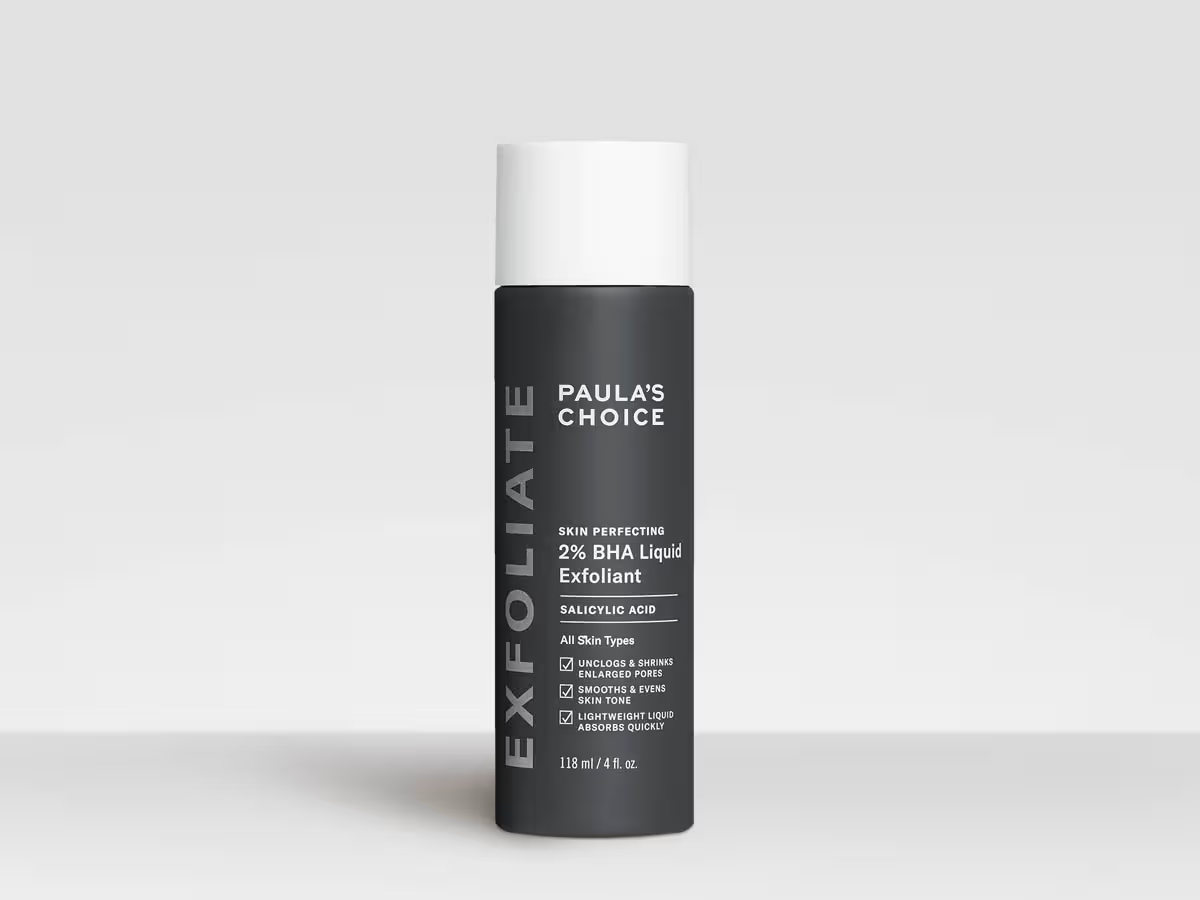 EXFOLIATE
PAULA'S
CHOICE
SKIN PERFECTING
2% BHA Liquid
Exfoliant
SALICYLIC ACID
All Skin Types
UNCLOGS & SHRINKS
ENLARGED PORES
SMOOTHS & EVENS
SKIN TONE
LIGHTWEIGHT LIQUID
ABSORBS QUICKLY
118 ml / 4 fl. oz.